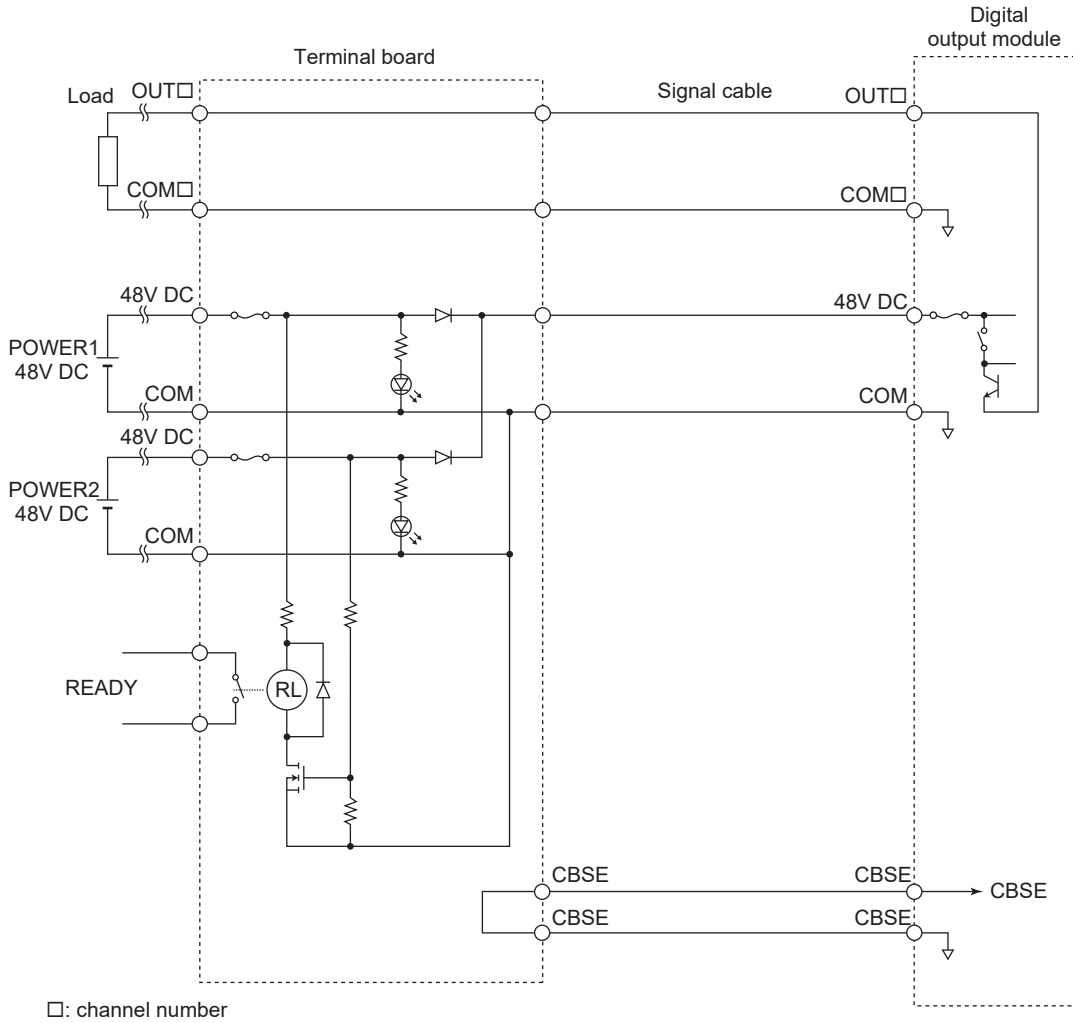 Digital
output module
Terminal board
Load
OUT□
Signal cable
OUT□
COM□
COM□
48V DC
48V DC
POWER1
48V DC
COM
COM
48V DC
POWER2
48V DC
COM
READY
RL
CBSE
CBSE
CBSE
CBSE
CBSE
□: channel number